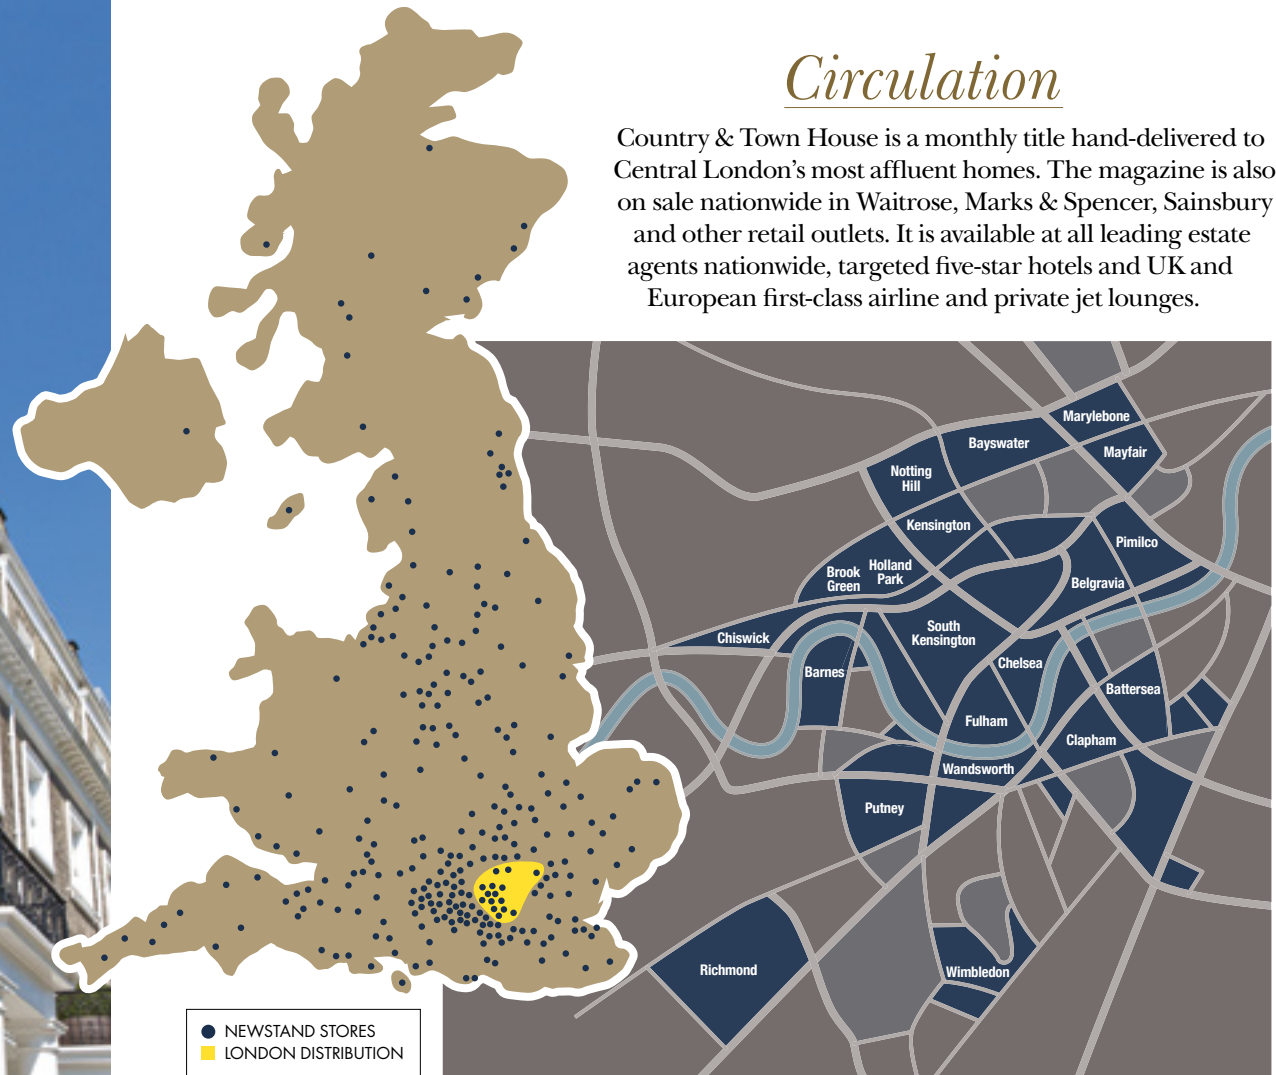 Circulation
Country & Town House is a monthly title hand-delivered to
Central London's most affluent homes. The magazine is also
on sale nationwide in Waitrose, Marks & Spencer, Sainsbury
and other retail outlets. It is available at all leading estate
agents nationwide, targeted five-star hotels and UK and
European first-class airline and private jet lounges.
Marylebone
Bayswater
Mayfair
Notting
Hill
Kensington
Pimlico
Holland
Park
Brook
Green
Belgravia
South
Kensington
Chiswick
Chelsea
Barnes
Battersea
Fulham
Clapham
Wandsworth
Putney
Richmond
Wimbledon
NEWSTAND STORES
LONDON DISTRIBUTION